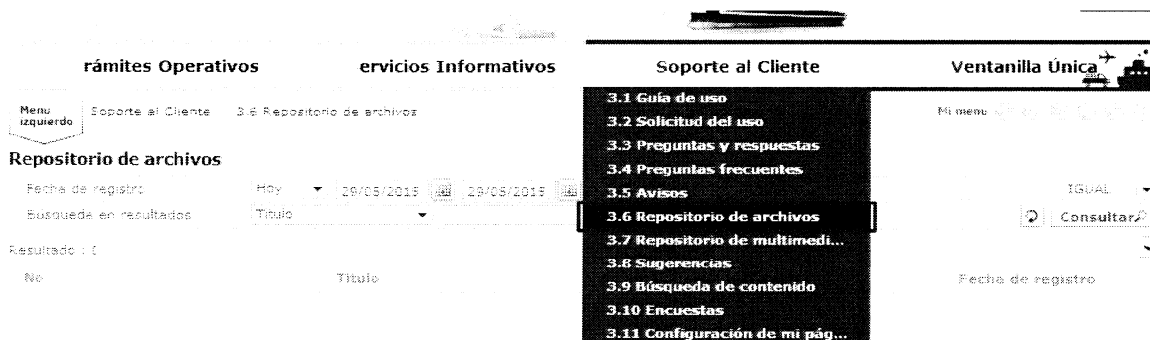 rámites Operativos ervicios Informativos Soporte al Cliente Ventanilla Única
Menu izquierdo Soporte al Cliente 3.6 Repositorio de archivos Mi menu
Repositorio de archivos
Fecha de registro Hoy 29/05/2015 29/05/2015 IGUAL
Búsqueda en resultados Titulo Consultar
Resultado :
No Titulo Fecha de registro
3.1 Guía de uso
3.2 Solicitud del uso
3.3 Preguntas y respuestas
3.4 Preguntas frecuentes
3.5 Avisos
3.6 Repositorio de archivos
3.7 Repositorio de multimedi...
3.8 Sugerencias
3.9 Búsqueda de contenido
3.10 Encuestas
3.11 Configuración de mi pág...